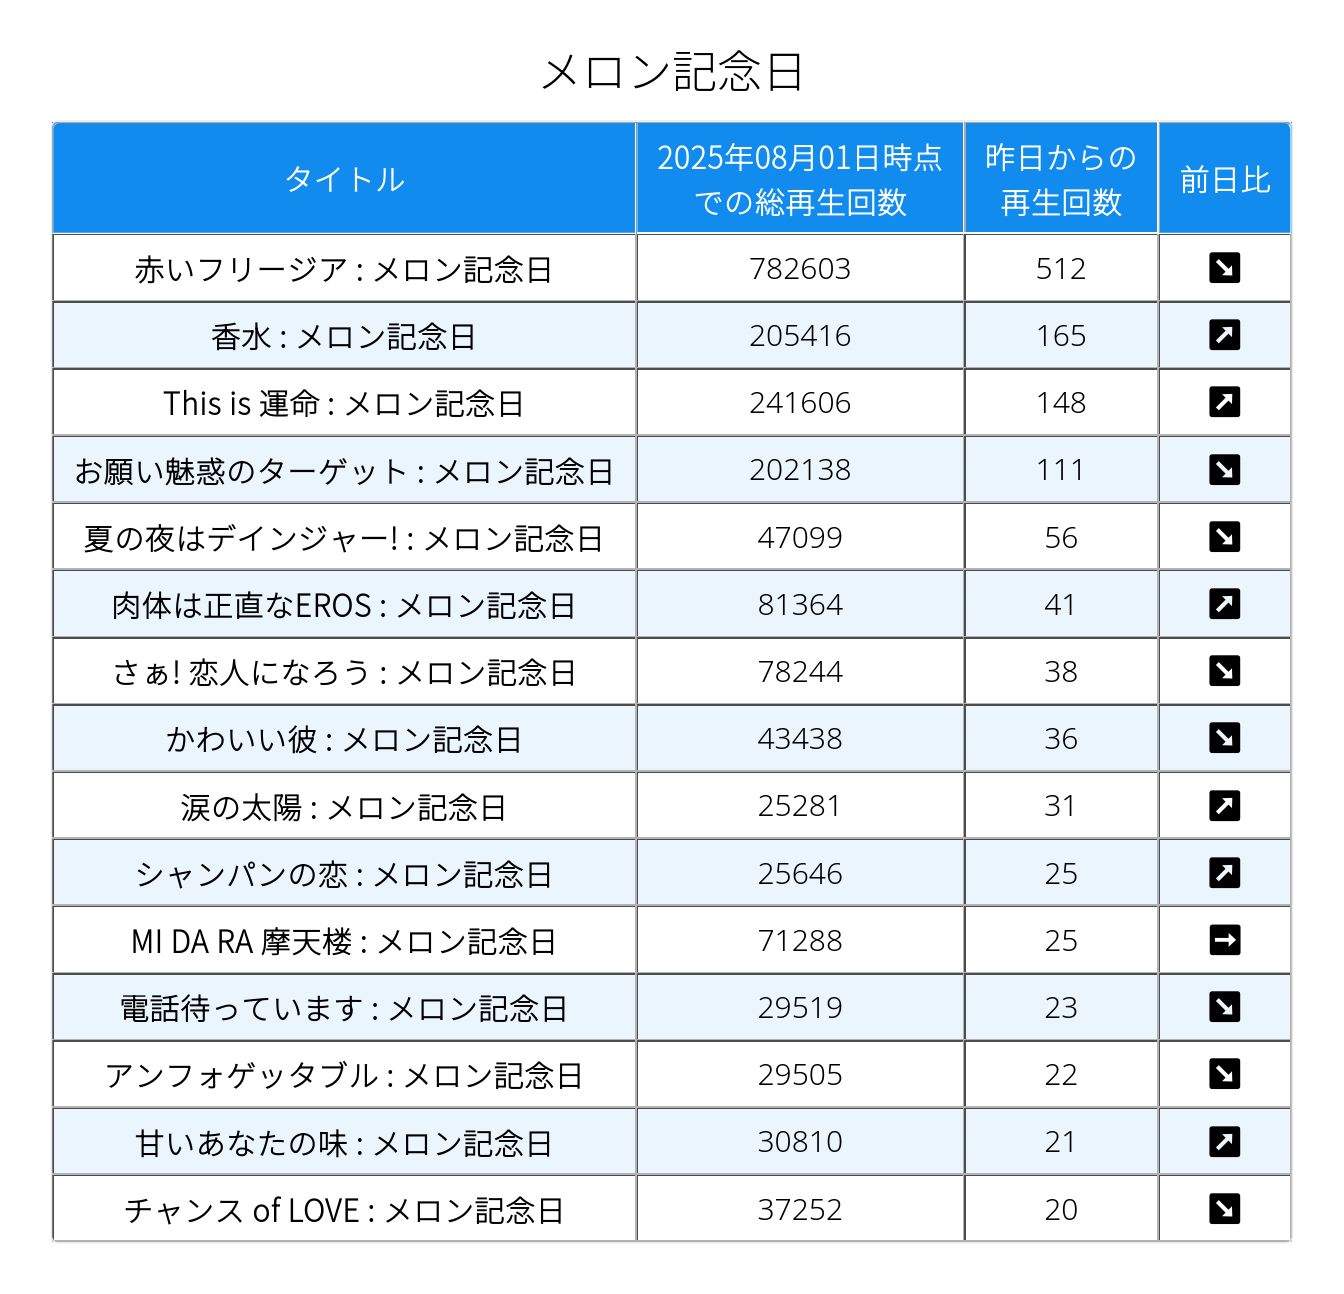 メロン記念日
タイトル
2025年08月01日時点
での総再生回数
昨日からの
再生回数
前日比
赤いフリージア : メロン記念日 782603 512 ↘
香水 : メロン記念日 205416 165 ↗
This is 運命 : メロン記念日 241606 148 ↗
お願い魅惑のターゲット : メロン記念日 202138 111 ↘
夏の夜はデインジャー! : メロン記念日 47099 56 ↘
肉体は正直なEROS : メロン記念日 81364 41 ↗
さぁ! 恋人になろう : メロン記念日 78244 38 ↘
かわいい彼 : メロン記念日 43438 36 ↘
涙の太陽 : メロン記念日 25281 31 ↗
シャンパンの恋 : メロン記念日 25646 25 ↗
MI DA RA 摩天楼 : メロン記念日 71288 25 →
電話待っています : メロン記念日 29519 23 ↘
アンフォゲッタブル : メロン記念日 29505 22 ↘
甘いあなたの味 : メロン記念日 30810 21 ↗
チャンス of LOVE : メロン記念日 37252 20 ↘